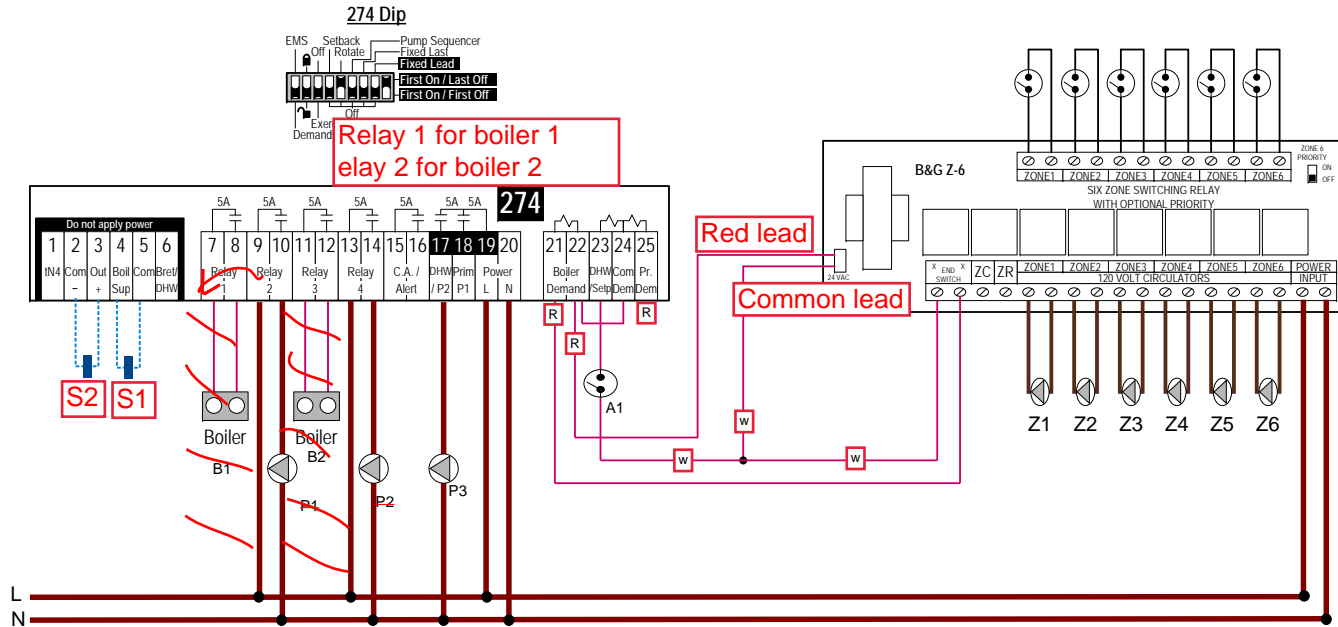 274 Dip
EMS
Off
Setback
Rotate
Pump Sequencer
Fixed Last
Fixed Lead
First On / Last Off
First On / First Off
Off
Exer
Demand
Relay 1 for boiler 1
elay 2 for boiler 2
5A 5A 5A 5A 5A 5A 5A
274
Do not apply power
1 2 3 4 5 6 7 8 9 10 11 12 13 14 15 16 17 18 19 20 21 22 23 24 25
tN4 Com Out Boil Com Bret/ Relay Relay Relay Relay C.A. / DHW Prim Power Boiler DHW Com Pr.
− + Sup DHW 1 2 3 4 Alert / P2 P1 L N Demand /Setp Dem Dem
R
R
R
S2
S1
Boiler
B1
Boiler
B2
P1
P2
P3
A1
w
w
w
Red lead
Common lead
24 VAC
B&G Z-6
ZONE1 ZONE2 ZONE3 ZONE4 ZONE5 ZONE6
ZONE 6
PRIORITY
ON
OFF
SIX ZONE SWITCHING RELAY
WITH OPTIONAL PRIORITY
X END X
SWITCH
ZC
ZR
ZONE1 ZONE2 ZONE3 ZONE4 ZONE5 ZONE6 POWER
120 VOLT CIRCULATORS
INPUT
Z1 Z2 Z3 Z4 Z5 Z6
L
N